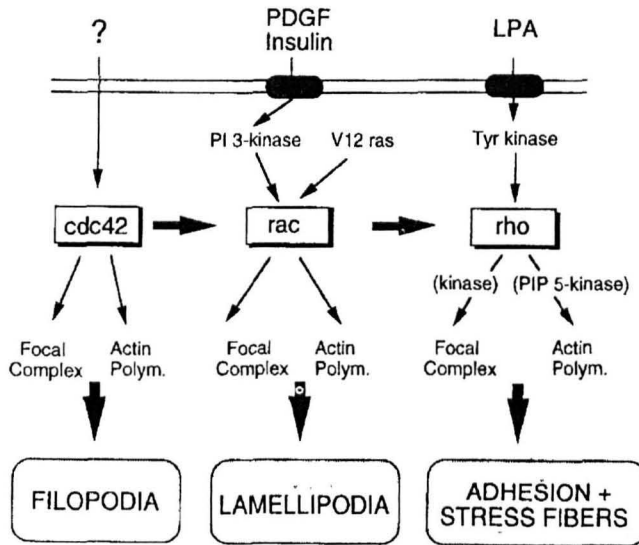 ?
PDGF
Insulin
LPA
PI 3-kinase
V12 ras
Tyr kinase
cdc42
rac
rho
(kinase)
(PIP 5-kinase)
Focal
Complex
Actin
Polym.
Focal
Complex
Actin
Polym.
Focal
Complex
Actin
Polym.
FILOPODIA
LAMELLIPODIA
ADHESION +
STRESS FIBERS